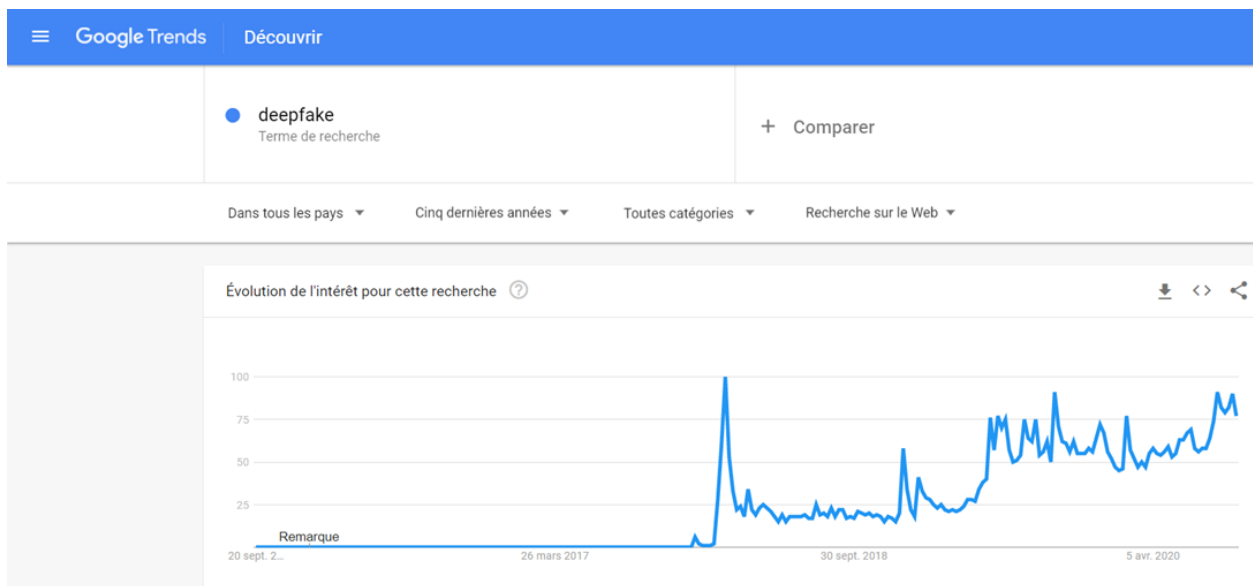 Google Trends Découvrir
deepfake
Terme de recherche
+ Comparer
Dans tous les pays Cinq dernières années Toutes catégories Recherche sur le Web
Évolution de l'intérêt pour cette recherche ?
100
75
50
25
Remarque
20 sept. 2... 26 mars 2017 30 sept. 2018 5 avr. 2020